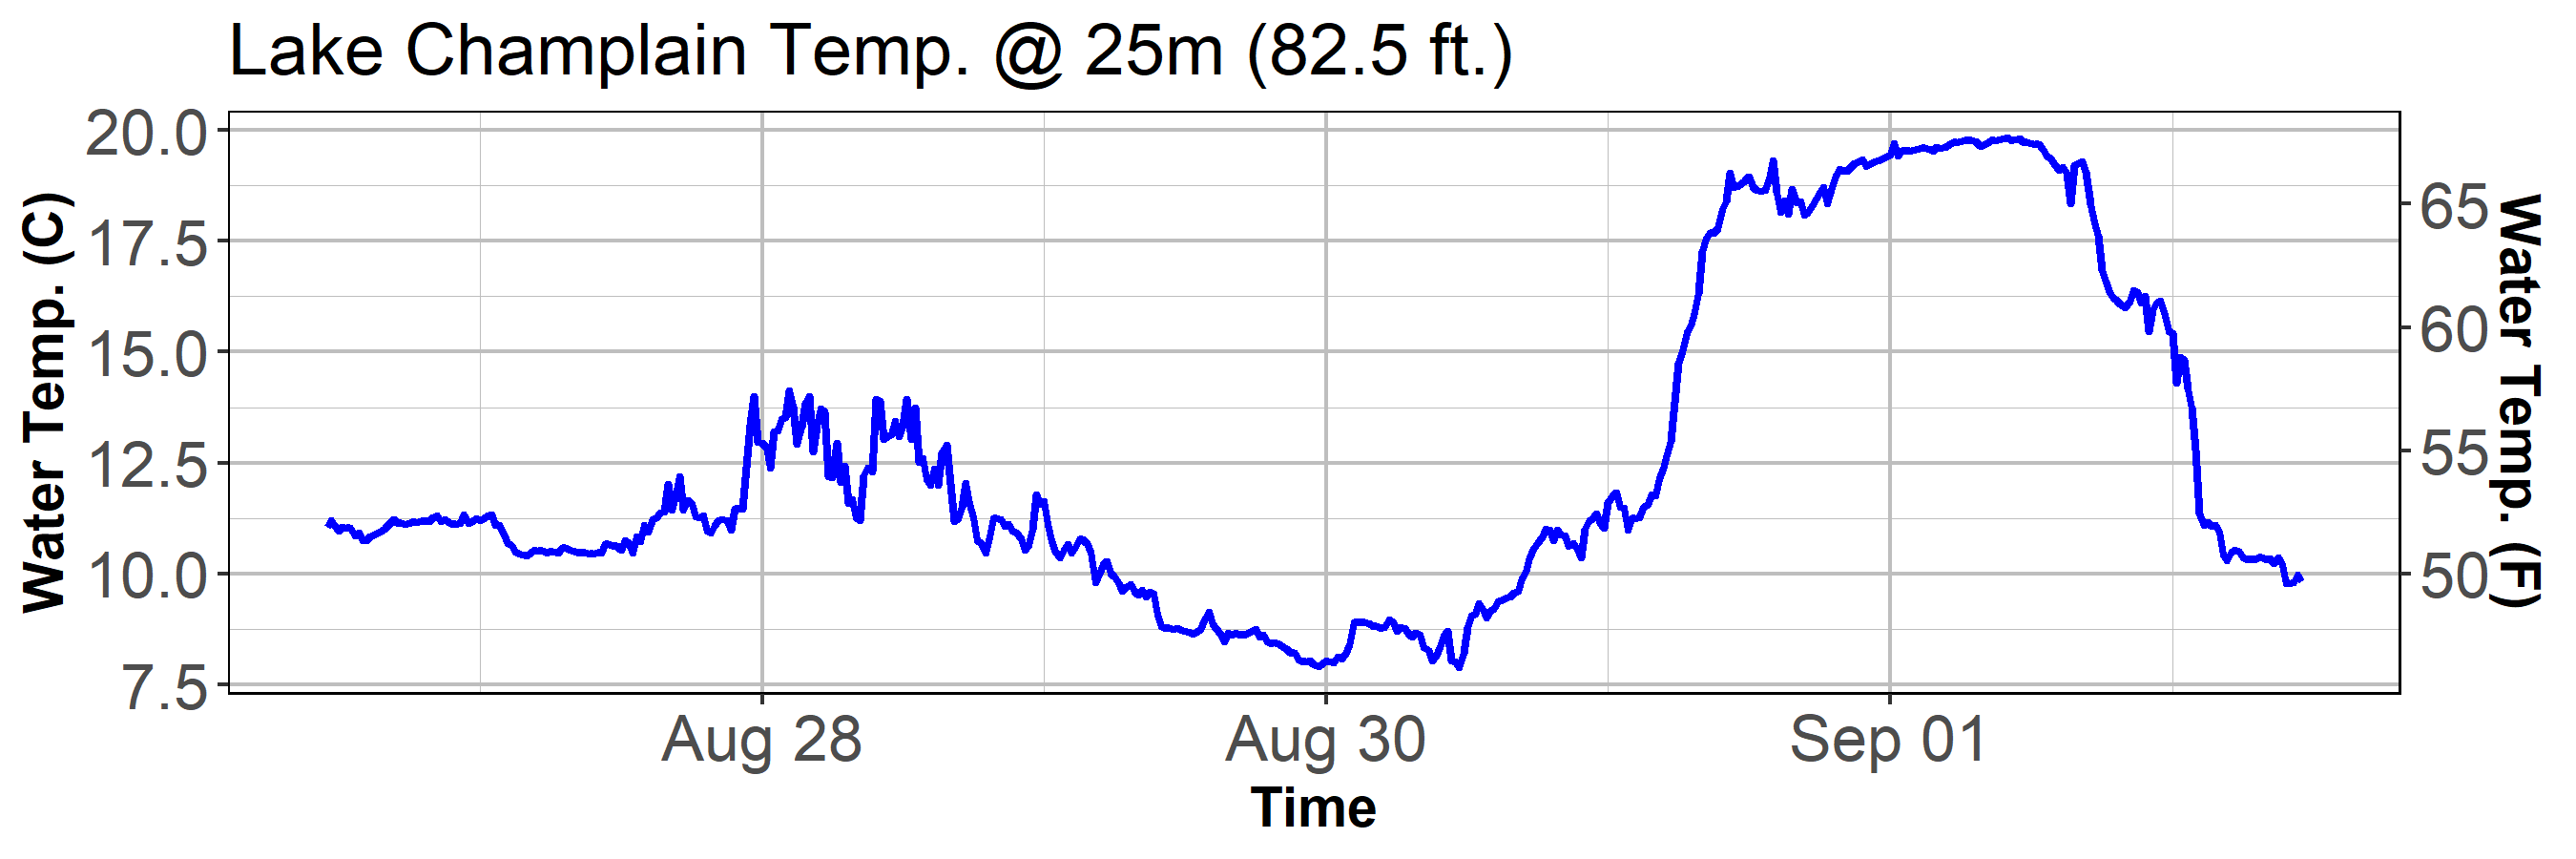 Lake Champlain Temp. @ 25m (82.5 ft.)
Water Temp. (C)
20.0
17.5
15.0
12.5
10.0
7.5
65
60
55
50
Water Temp. (F)
Aug 28
Aug 30
Sep 01
Time